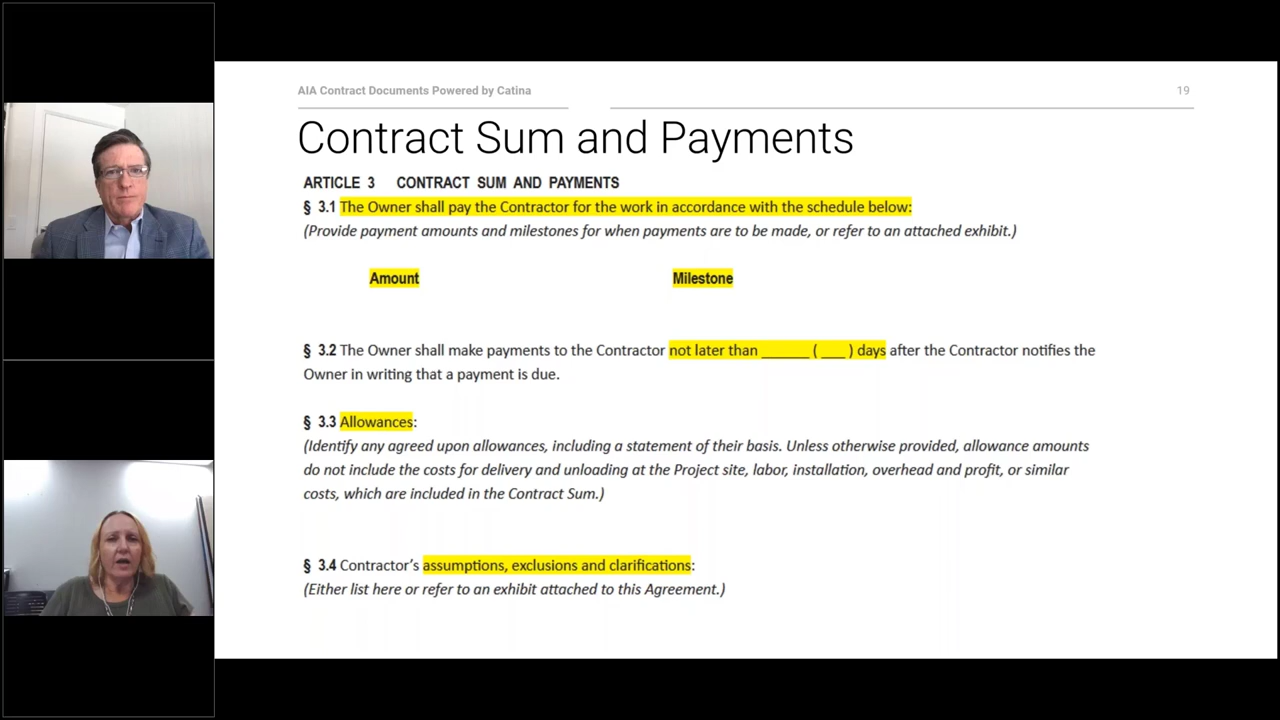 AIA Contract Documents Powered by Catina
19
Contract Sum and Payments
ARTICLE 3 CONTRACT SUM AND PAYMENTS
§ 3.1 The Owner shall pay the Contractor for the work in accordance with the schedule below:
(Provide payment amounts and milestones for when payments are to be made, or refer to an attached exhibit.)
Amount Milestone
§ 3.2 The Owner shall make payments to the Contractor not later than ______ ( ___ ) days after the Contractor notifies the
Owner in writing that a payment is due.
§ 3.3 Allowances:
(Identify any agreed upon allowances, including a statement of their basis. Unless otherwise provided, allowance amounts
do not include the costs for delivery and unloading at the Project site, labor, installation, overhead and profit, or similar
costs, which are included in the Contract Sum.)
§ 3.4 Contractor’s assumptions, exclusions and clarifications:
(Either list here or refer to an exhibit attached to this Agreement.)